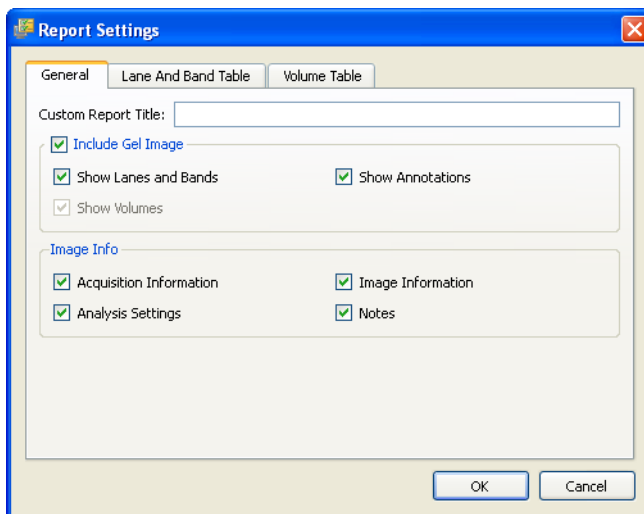 Report Settings
General Lane And Band Table Volume Table
Custom Report Title:
Include Gel Image
Show Lanes and Bands Show Annotations
Show Volumes
Image Info
Acquisition Information Image Information
Analysis Settings Notes
OK Cancel